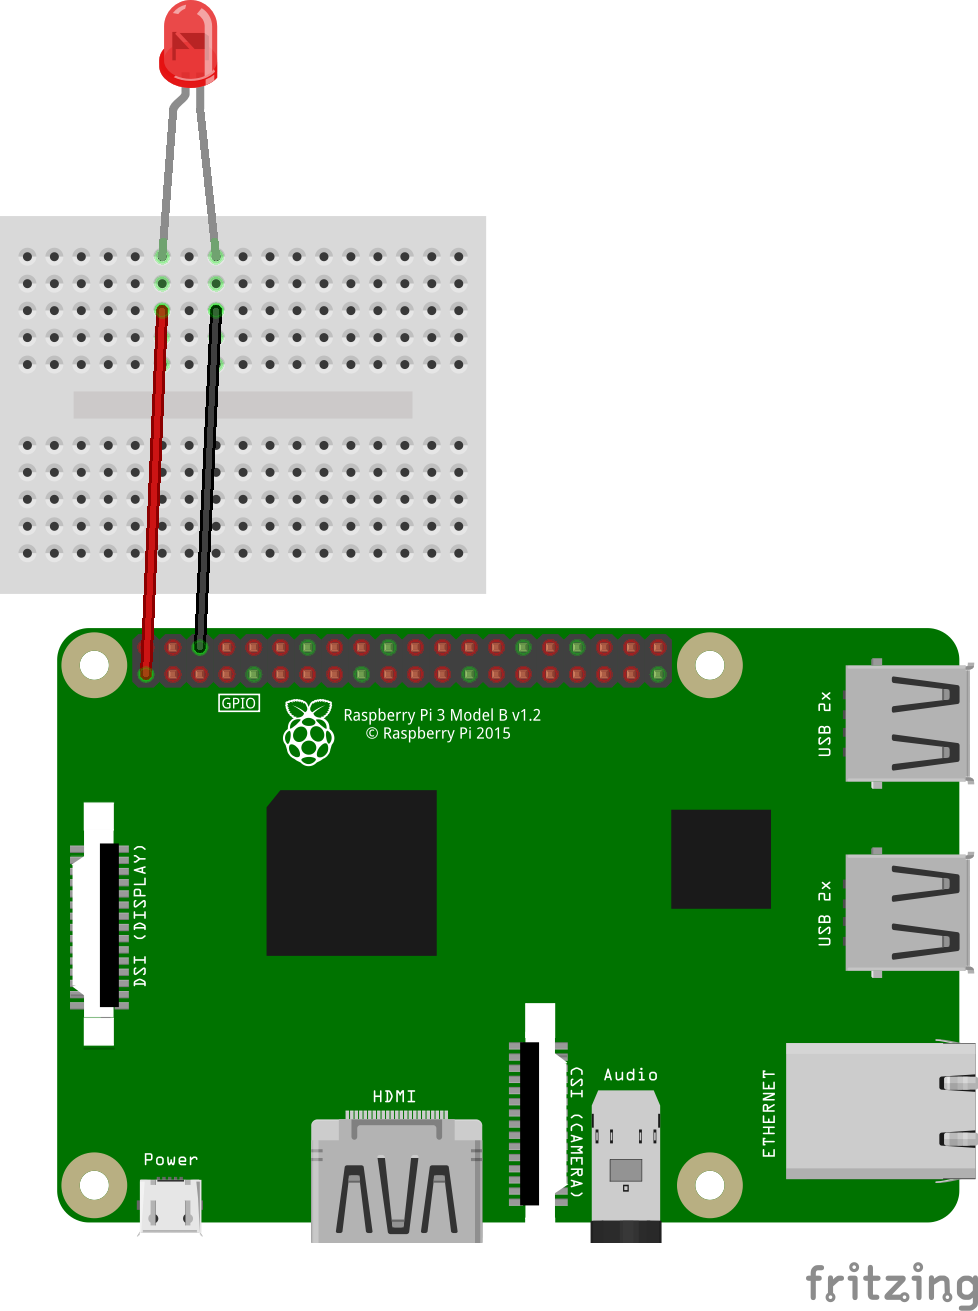 GPIO
Raspberry Pi 3 Model B v1.2
© Raspberry Pi 2015
USB 2x
DSI (DISPLAY)
USB 2x
HDMI
CSI (CAMERA)
Audio
ETHERNET
Power
fritzing